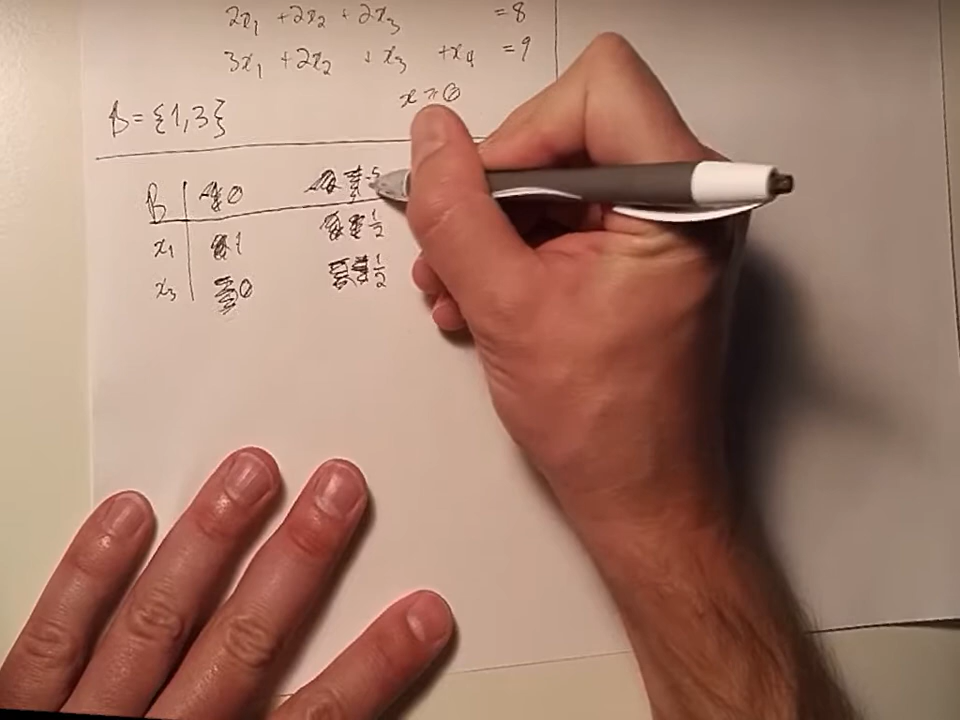 2x₁ +2x₂ +2x₃ =8
3x₁ +2x₂ +x₃ +x₄ =9
x≥0
B={1,3}
B 0 -5
x₁ 1 1/2
x₃ 0 1/2